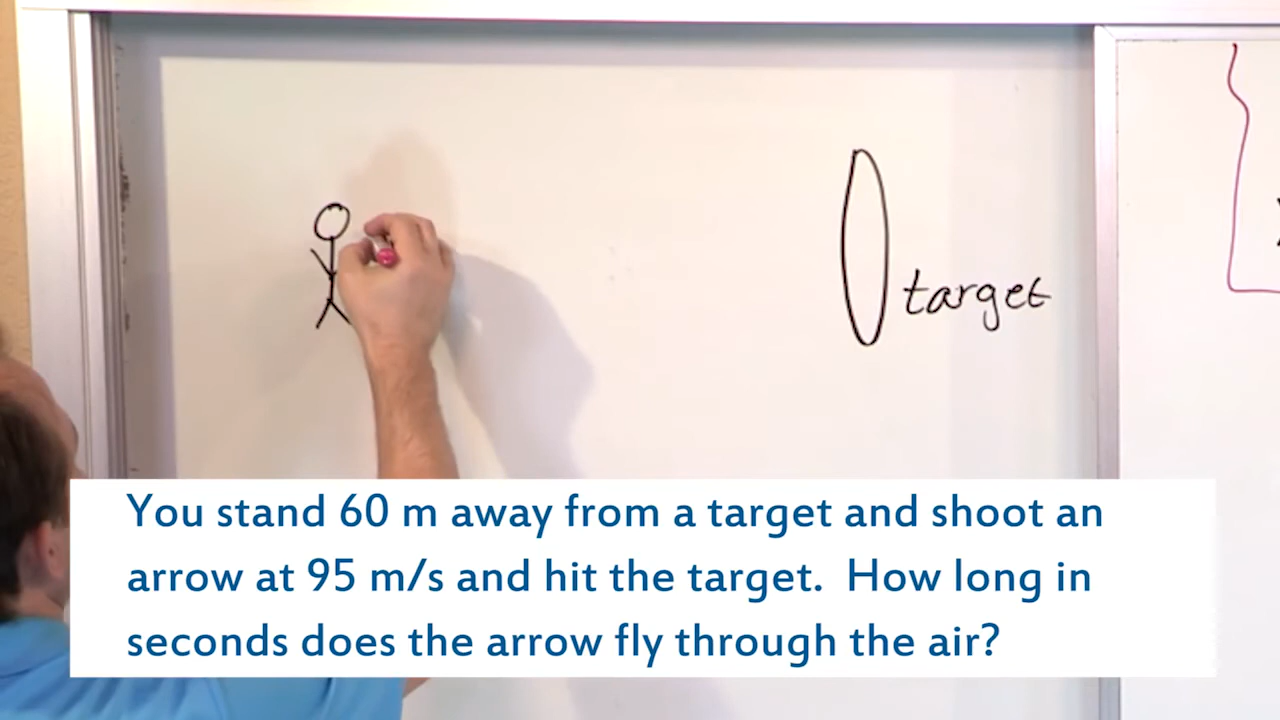 target
You stand 60 m away from a target and shoot an
arrow at 95 m/s and hit the target.  How long in
seconds does the arrow fly through the air?